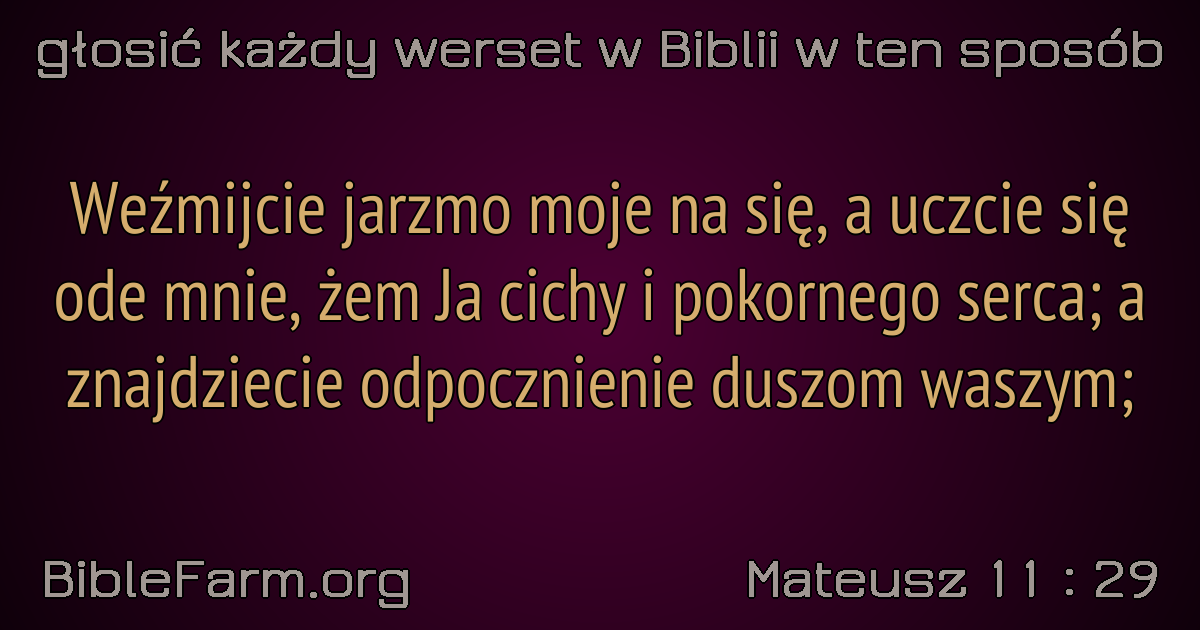 głosić każdy werset w Biblii w ten sposób
Weźmijcie jarzmo moje na się, a uczcie się
ode mnie, żem Ja cichy i pokornego serca; a
znajdziecie odpocznienie duszom waszym;
BibleFarm.org
Mateusz 11 : 29